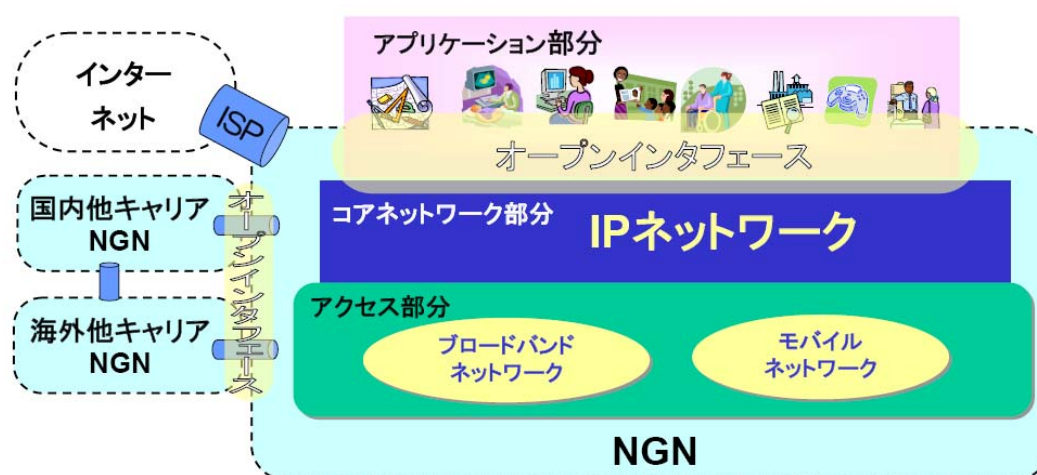 インター
ネット
ISP
国内他キャリア
NGN
海外他キャリア
NGN
オープンインタフェース
アプリケーション部分
オープンインタフェース
コアネットワーク部分
IPネットワーク
アクセス部分
ブロードバンド
ネットワーク
モバイル
ネットワーク
NGN